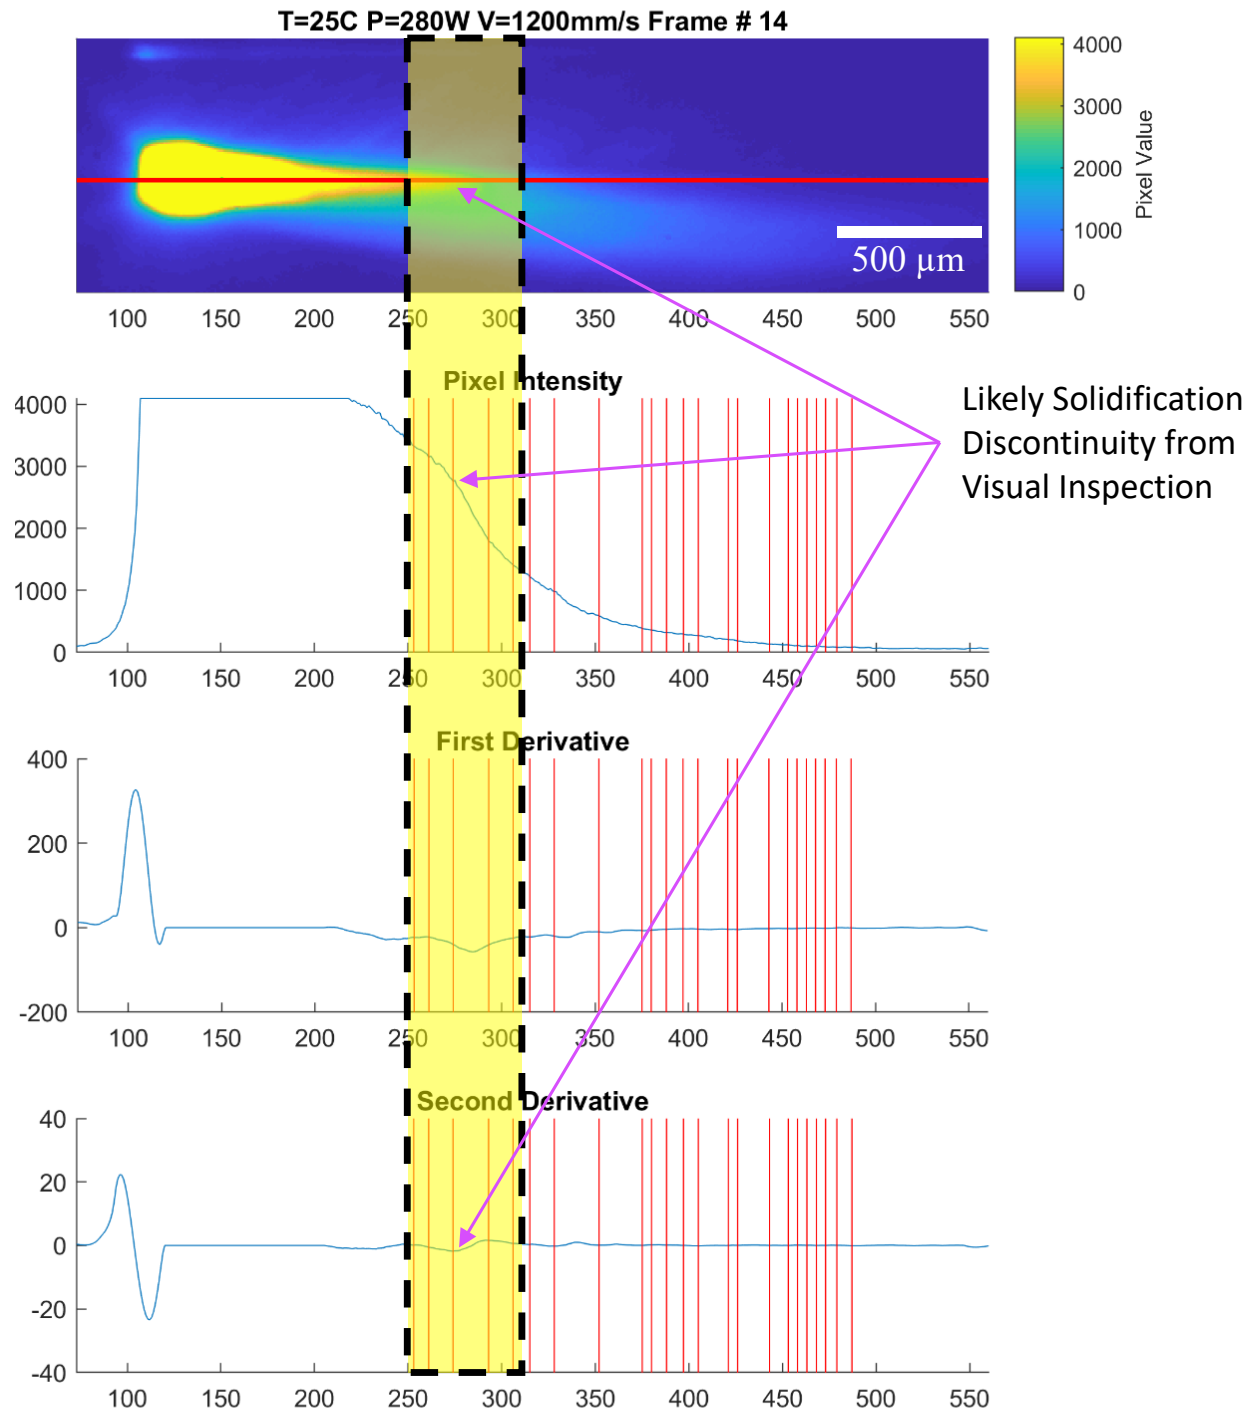 T=25C P=280W V=1200mm/s Frame # 14
4000
3000
2000
1000
0
Pixel Value
500 µm
100 150 200 250 300 350 400 450 500 550
Pixel Intensity
4000
3000
2000
1000
0
100 150 200 250 300 350 400 450 500 550
Likely Solidification
Discontinuity from
Visual Inspection
First Derivative
400
200
0
-200
100 150 200 250 300 350 400 450 500 550
Second Derivative
40
20
0
-20
-40
100 150 200 250 300 350 400 450 500 550